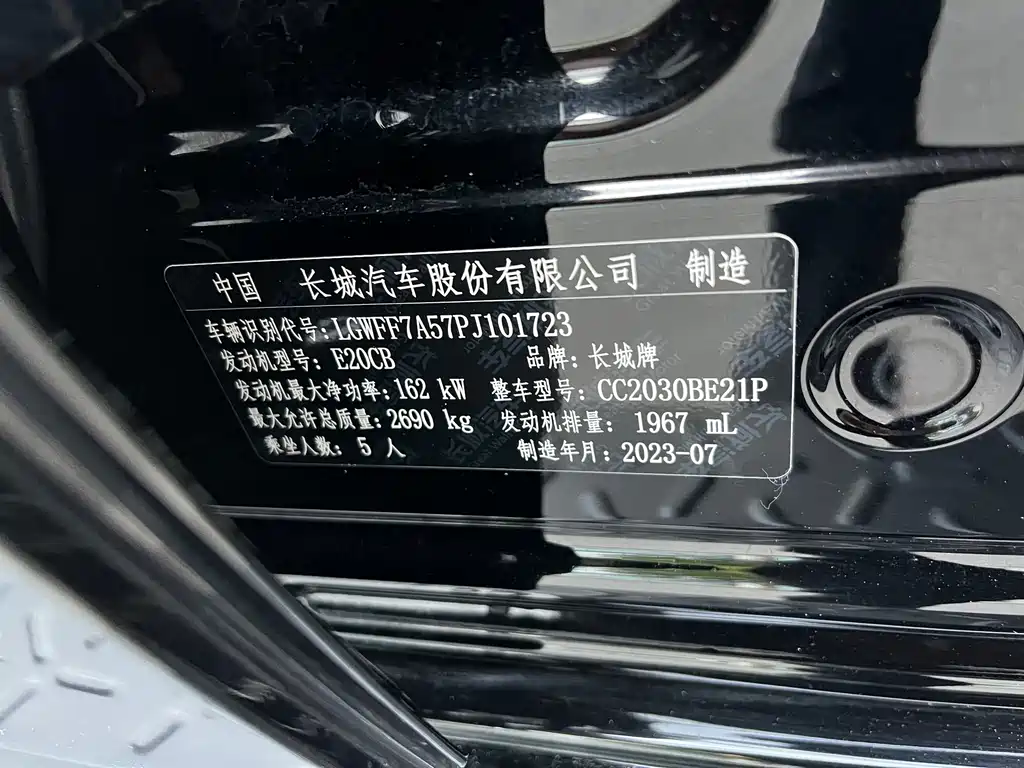 中国 长城汽车股份有限公司 制造
车辆识别代号:LGWFF7A57PJ101723
发动机型号:E20CB 品牌:长城牌
发动机最大净功率:162 kW 整车型号:CC2030BE21P
最大允许总质量:2690 kg 发动机排量: 1967 mL
乘坐人数: 5 人 制造年月:2023-07